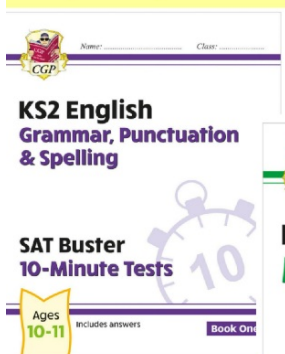 Name: ........................ Class: ................
CGP
KS2 English
Grammar, Punctuation
& Spelling
10
SAT Buster
10-Minute Tests
Ages
10-11
Includes answers
Book One